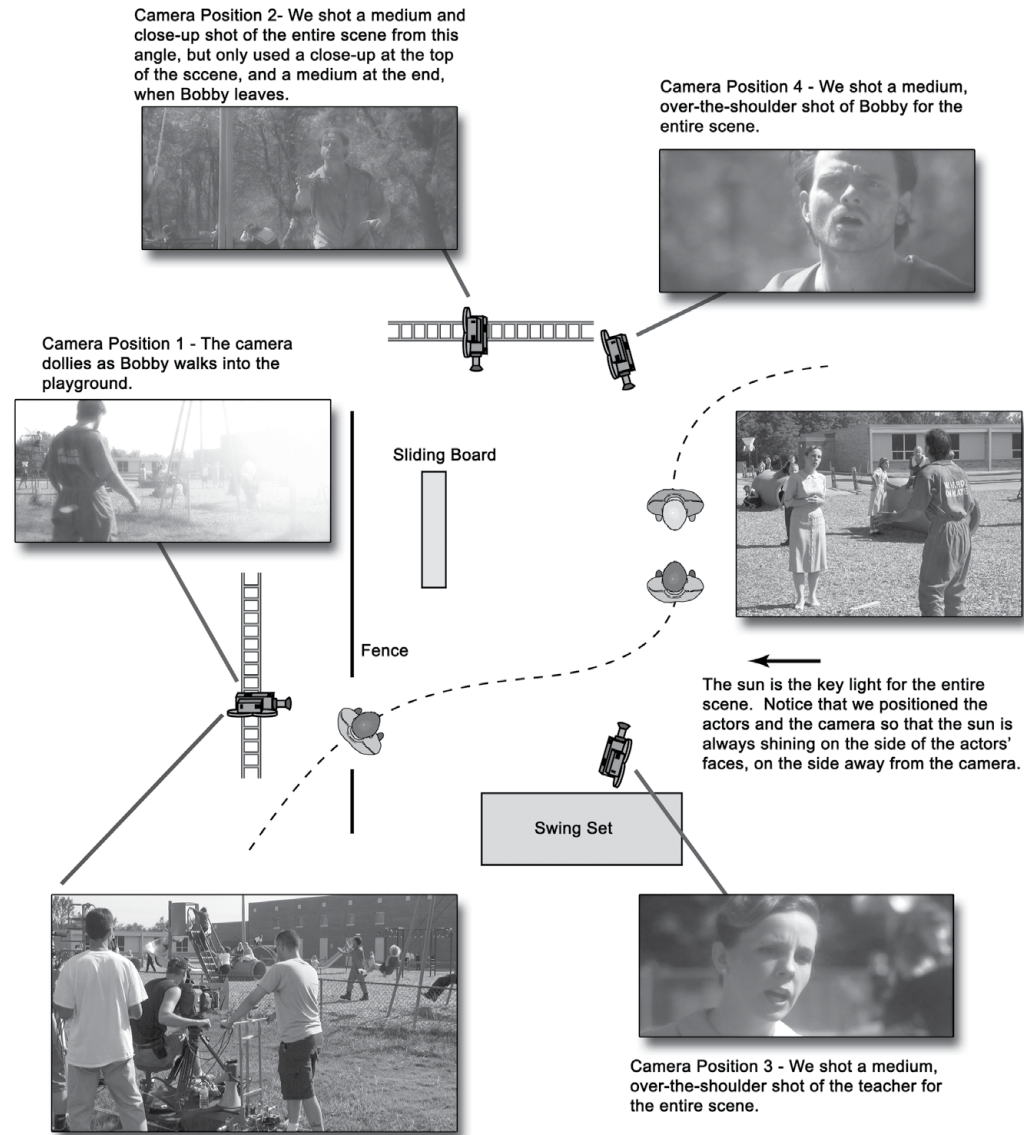 Camera Position 2- We shot a medium and
close-up shot of the entire scene from this
angle, but only used a close-up at the top
of the sccene, and a medium at the end,
when Bobby leaves.
Camera Position 4 - We shot a medium,
over-the-shoulder shot of Bobby for the
entire scene.
Camera Position 1 - The camera
dollies as Bobby walks into the
playground.
Sliding Board
Fence
The sun is the key light for the entire
scene. Notice that we positioned the
actors and the camera so that the sun is
always shining on the side of the actors'
faces, on the side away from the camera.
Swing Set
Camera Position 3 - We shot a medium,
over-the-shoulder shot of the teacher for
the entire scene.